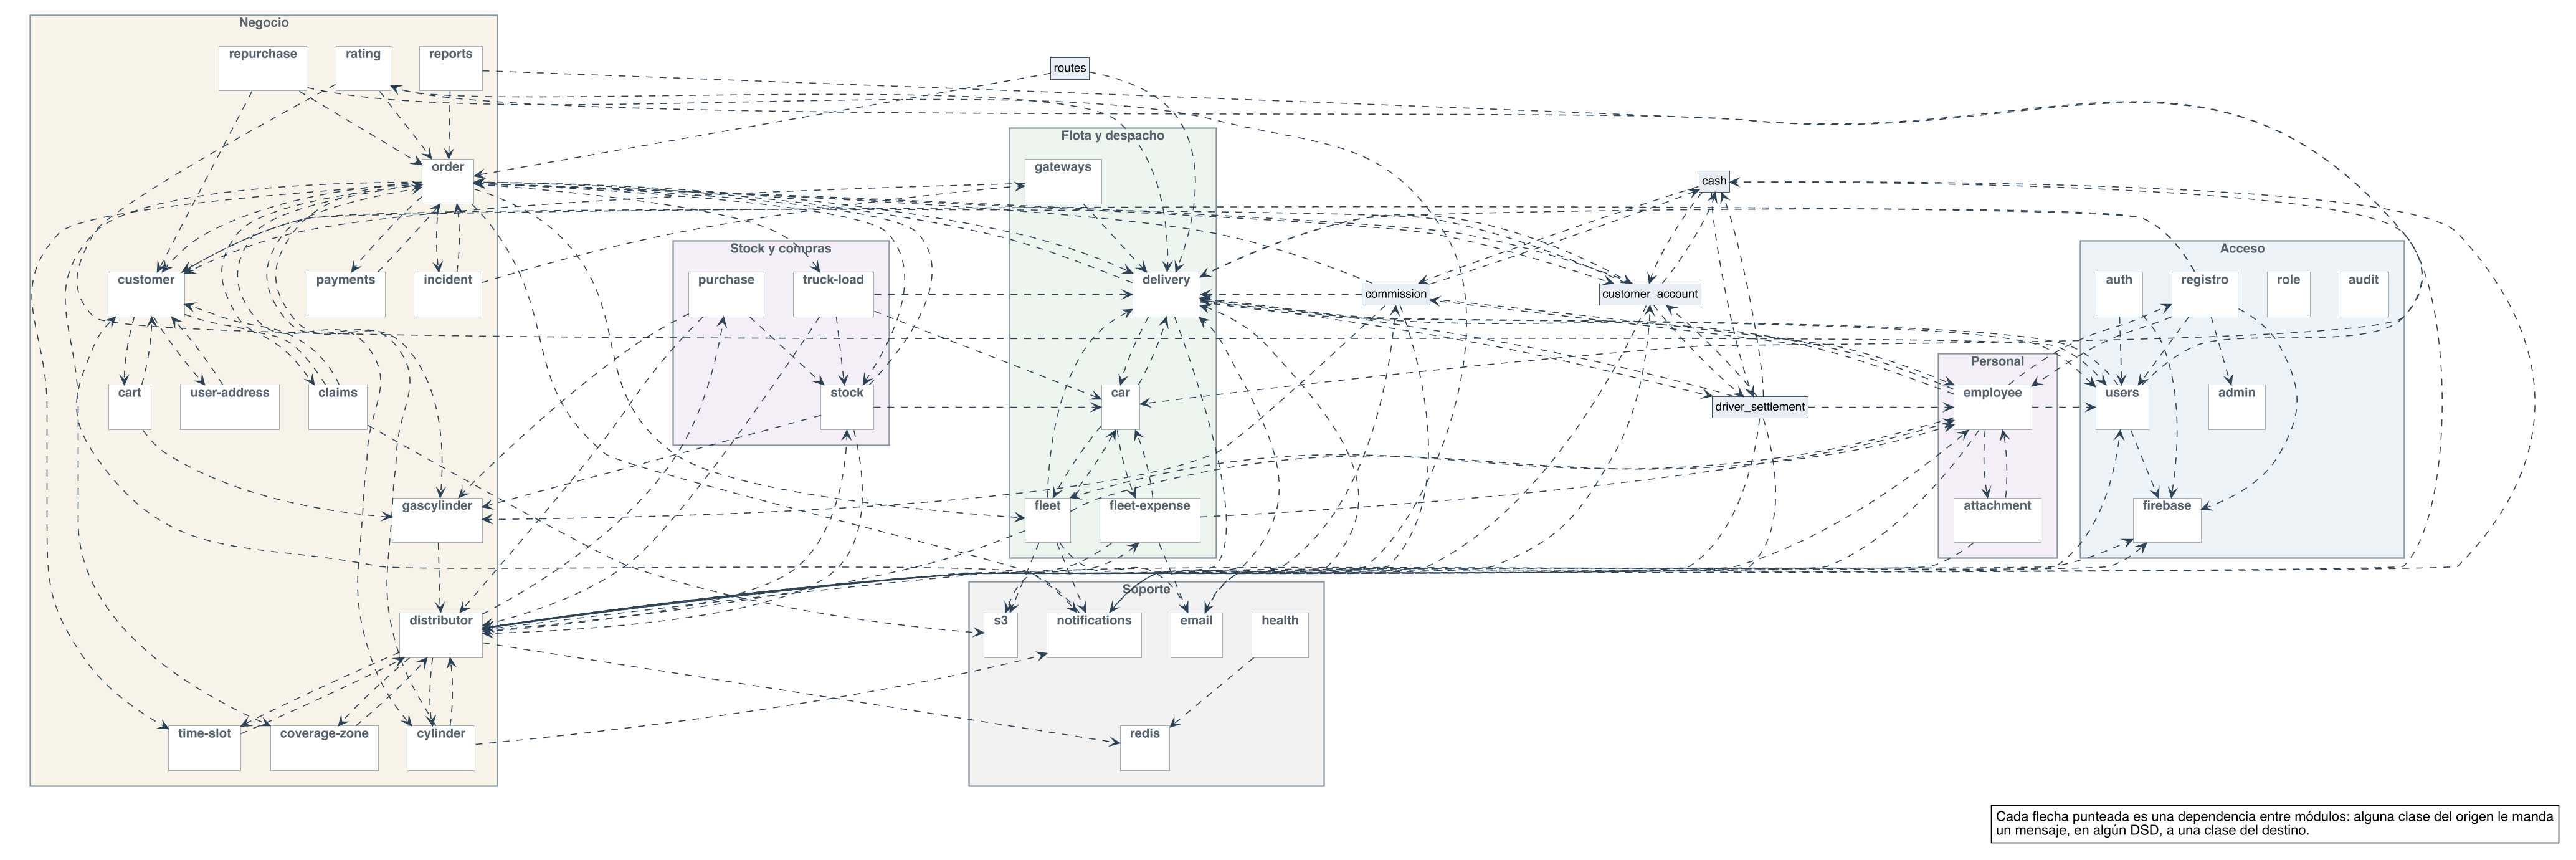 Negocio
repurchase
rating
reports
routes
Flota y despacho
order
gateways
cash
Stock y compras
Acceso
customer
payments
incident
purchase
truck-load
delivery
commission
customer_account
auth
registro
role
audit
Personal
cart
user-address
claims
stock
car
driver_settlement
employee
users
admin
gascylinder
fleet
fleet-expense
attachment
firebase
Soporte
distributor
s3
notifications
email
health
time-slot
coverage-zone
cylinder
redis
Cada flecha punteada es una dependencia entre módulos: alguna clase del origen le manda
un mensaje, en algún DSD, a una clase del destino.